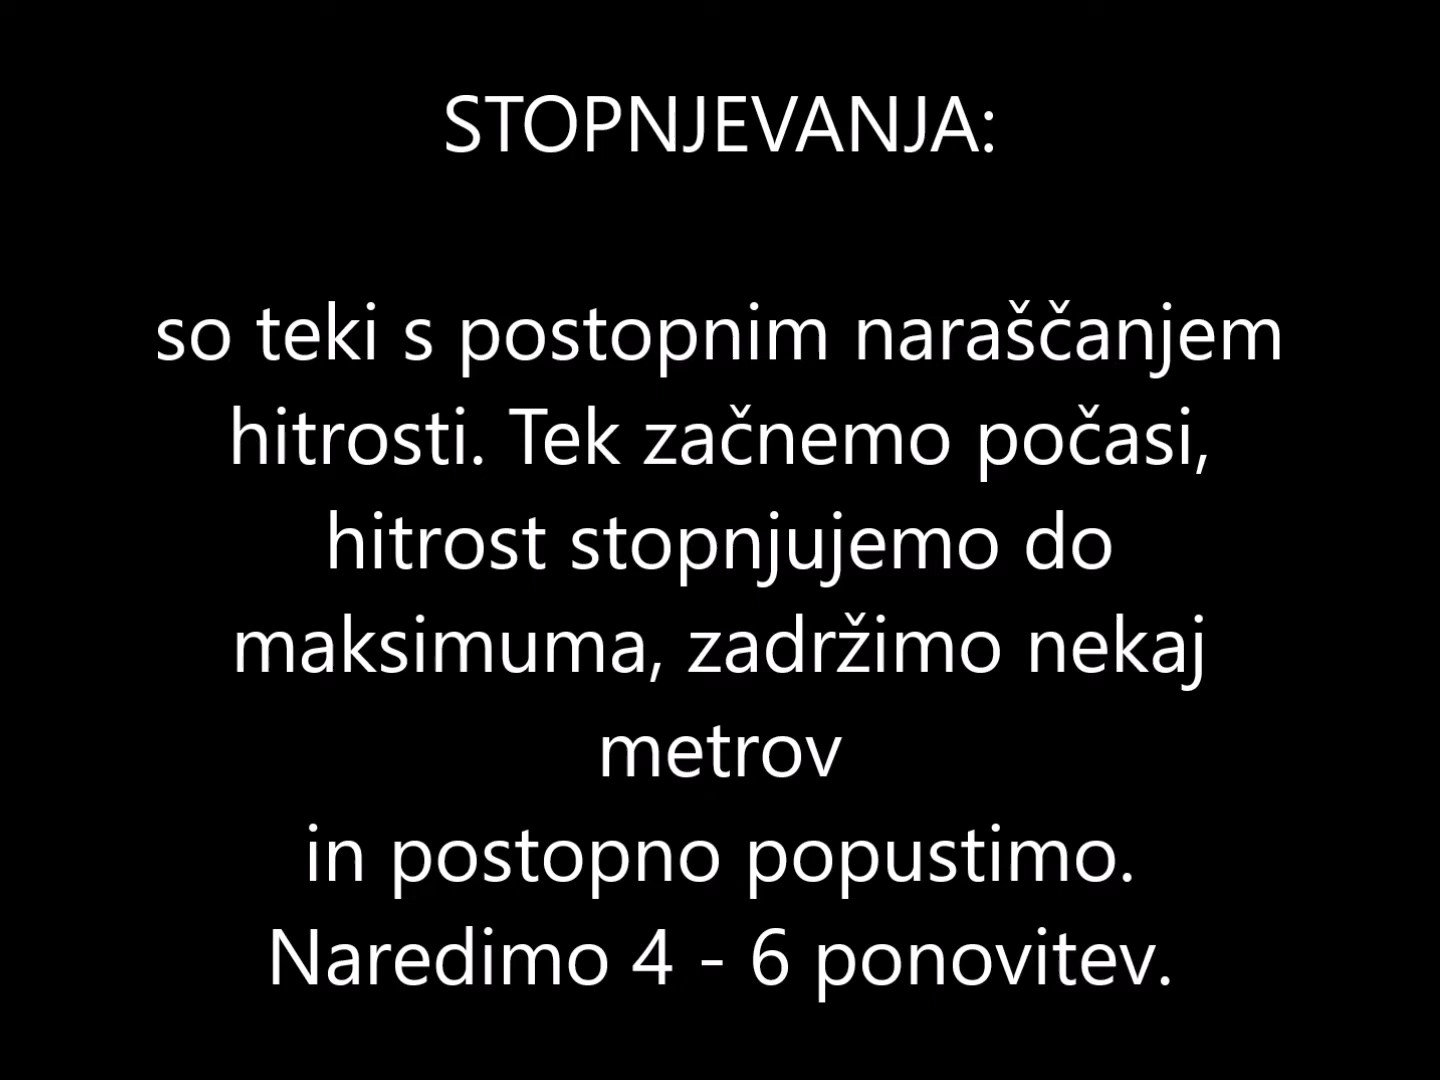 STOPNJEVANJA:
so teki s postopnim naraščanjem
hitrosti. Tek začnemo počasi,
hitrost stopnjujemo do
maksimuma, zadržimo nekaj
metrov
in postopno popustimo.
Naredimo 4 - 6 ponovitev.